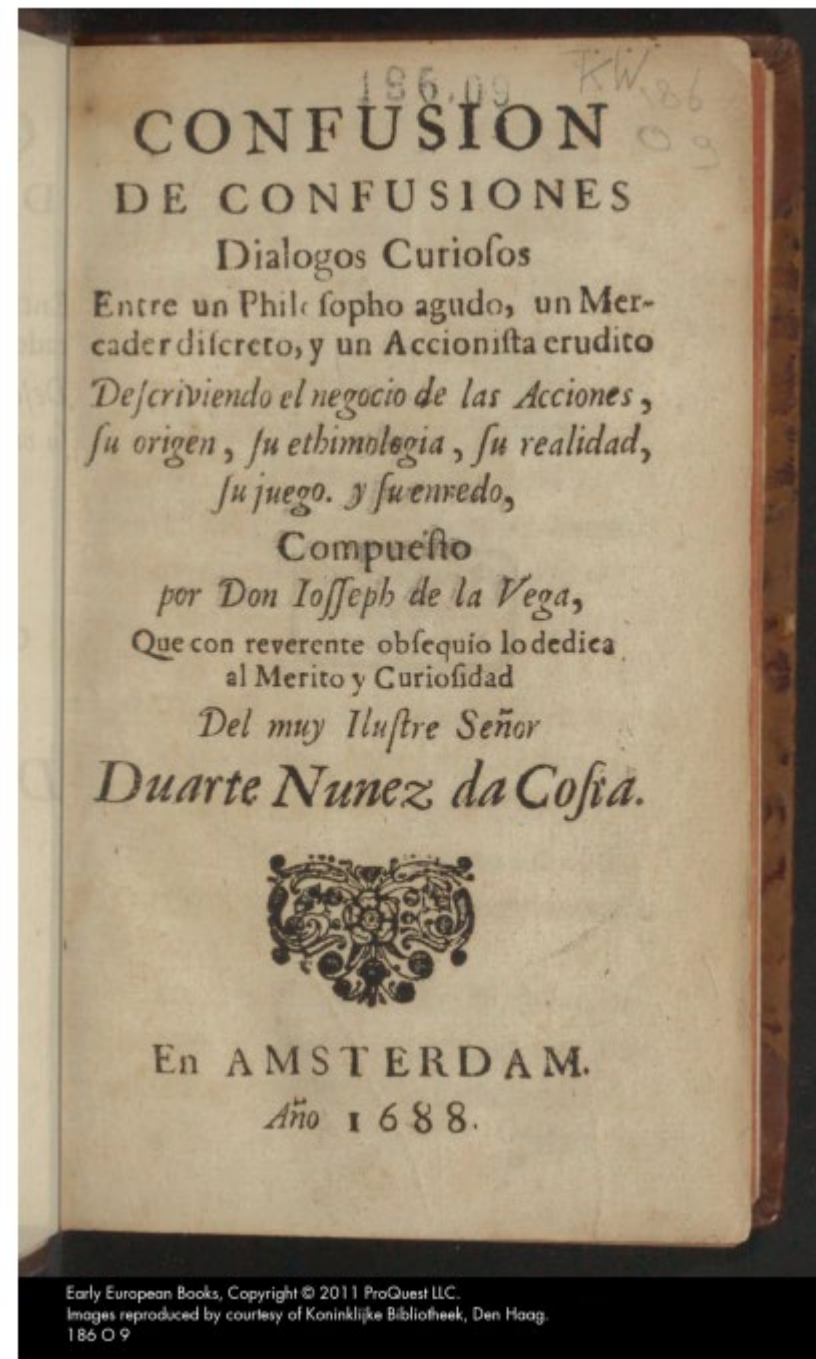 186.09
KW 186
O 9
CONFUSION
DE CONFUSIONES
Dialogos Curioſos
Entre un Philoſopho agudo, un Mer-
cader diſcreto, y un Accioniſta erudito
Deſcriviendo el negocio de las Acciones,
ſu origen, ſu ethimologia, ſu realidad,
ſu juego. y ſu enredo,
Compueſto
por Don Ioſſeph de la Vega,
Que con reverente obſequio lo dedica
al Merito y Curioſidad
Del muy Iluſtre Señor
Duarte Nunez da Coſta.
En AMSTERDAM.
Año 1688.
Early European Books, Copyright © 2011 ProQuest LLC.
Images reproduced by courtesy of Koninklijke Bibliotheek, Den Haag.
186 O 9